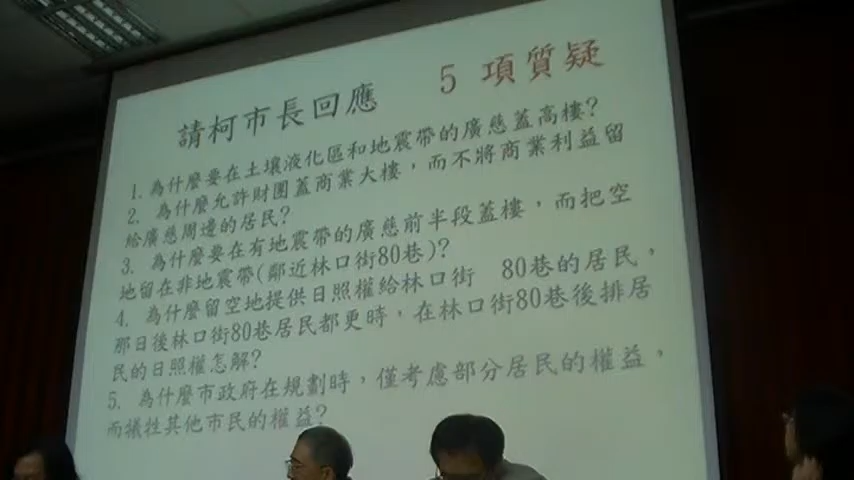 請柯市長回應 5 項質疑
1. 為什麼要在土壤液化區和地震帶的廣慈蓋高樓?
2. 為什麼允許財團蓋商業大樓，而不將商業利益留
給廣慈周邊的居民?
3. 為什麼要在有地震帶的廣慈前半段蓋樓，而把空
地留在非地震帶(鄰近林口街80巷)?
4. 為什麼留空地提供日照權給林口街 80巷的居民，
那日後林口街80巷居民都更時，在林口街80巷後排居
民的日照權怎解?
5. 為什麼市政府在規劃時，僅考慮部分居民的權益，
而犧牲其他市民的權益?